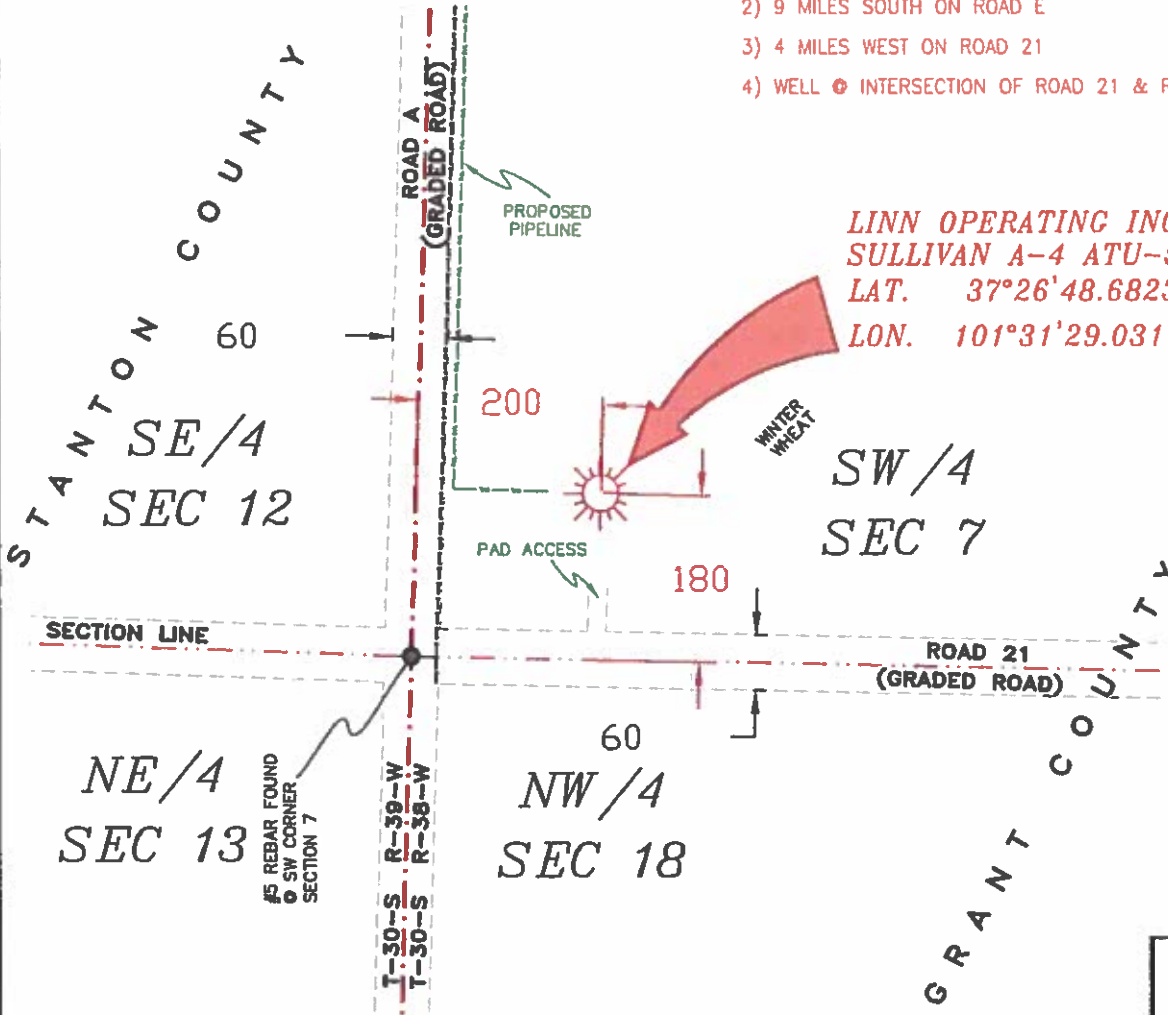 2) 9 MILES SOUTH ON ROAD E
3) 4 MILES WEST ON ROAD 21
4) WELL @ INTERSECTION OF ROAD 21 &
STANTON COUNTY
ROAD A
(GRADED ROAD)
PROPOSED
PIPELINE
LINN OPERATING INC
SULLIVAN A-4 ATU-
LAT. 37°26'48.682
LON. 101°31'29.031
60
200
WINTER
WHEAT
SE/4
SEC 12
SW/4
SEC 7
PAD ACCESS
180
SECTION LINE
ROAD 21
(GRADED ROAD)
60
NE/4
SEC 13
#5 REBAR FOUND
@ SW CORNER
SECTION 7
T-30-S R-39-W
T-30-S R-38-W
NW/4
SEC 18
GRANT COUNTY